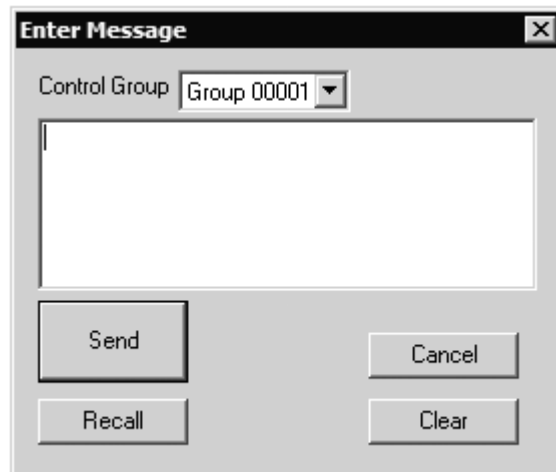 Enter Message
Control Group Group 00001
Send
Cancel
Recall
Clear